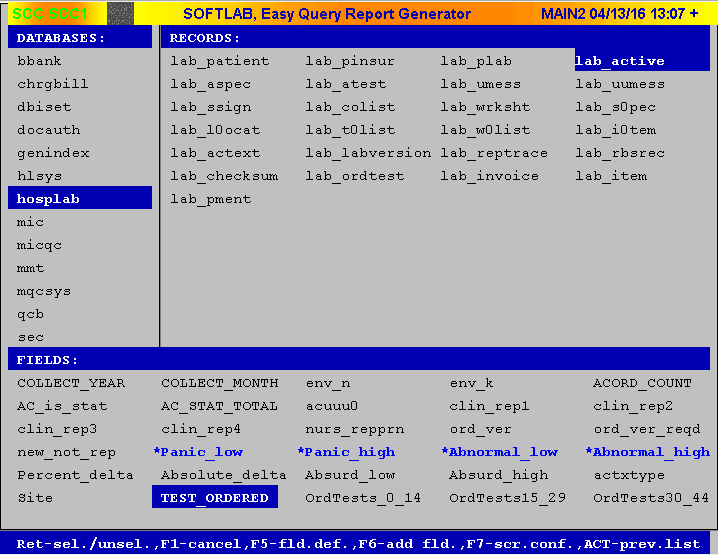 SCC SCC1 SOFTLAB, Easy Query Report Generator MAIN2 04/13/16 13:07 +
DATABASES: RECORDS:
bbank lab_patient lab_pinsur lab_plab lab_active
chrgbill lab_aspec lab_atest lab_umess lab_uumess
dbiset lab_ssign lab_colist lab_wrksht lab_s0pec
docauth lab_l0ocat lab_t0list lab_w0list lab_i0tem
genindex lab_actext lab_labversion lab_reptrace lab_rbsrec
hlsys lab_checksum lab_ordtest lab_invoice lab_item
hosplab lab_pment
mic
micqc
mmt
mqcsys
qcb
sec
FIELDS:
COLLECT_YEAR COLLECT_MONTH env_n env_k ACORD_COUNT
AC_is_stat AC_STAT_TOTAL acuuu0 clin_rep1 clin_rep2
clin_rep3 clin_rep4 nurs_repprn ord_ver ord_ver_reqd
new_not_rep *Panic_low *Panic_high *Abnormal_low *Abnormal_high
Percent_delta Absolute_delta Absurd_low Absurd_high actxtype
Site TEST_ORDERED OrdTests_0_14 OrdTests15_29 OrdTests30_44
Ret-sel./unsel.,F1-cancel,F5-fld.def.,F6-add fld.,F7-scr.conf.,ACT-prev.list